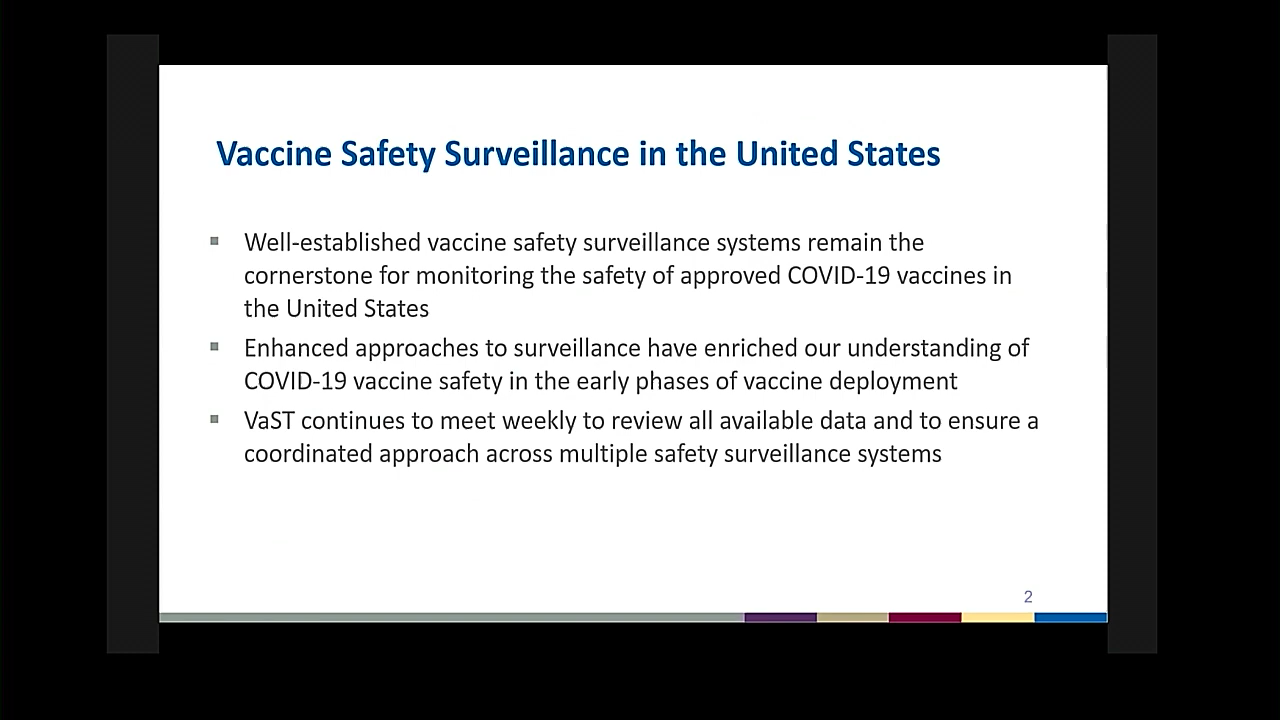 Vaccine Safety Surveillance in the United States
Well-established vaccine safety surveillance systems remain the
cornerstone for monitoring the safety of approved COVID-19 vaccines in
the United States
Enhanced approaches to surveillance have enriched our understanding of
COVID-19 vaccine safety in the early phases of vaccine deployment
VaST continues to meet weekly to review all available data and to ensure a
coordinated approach across multiple safety surveillance systems
2